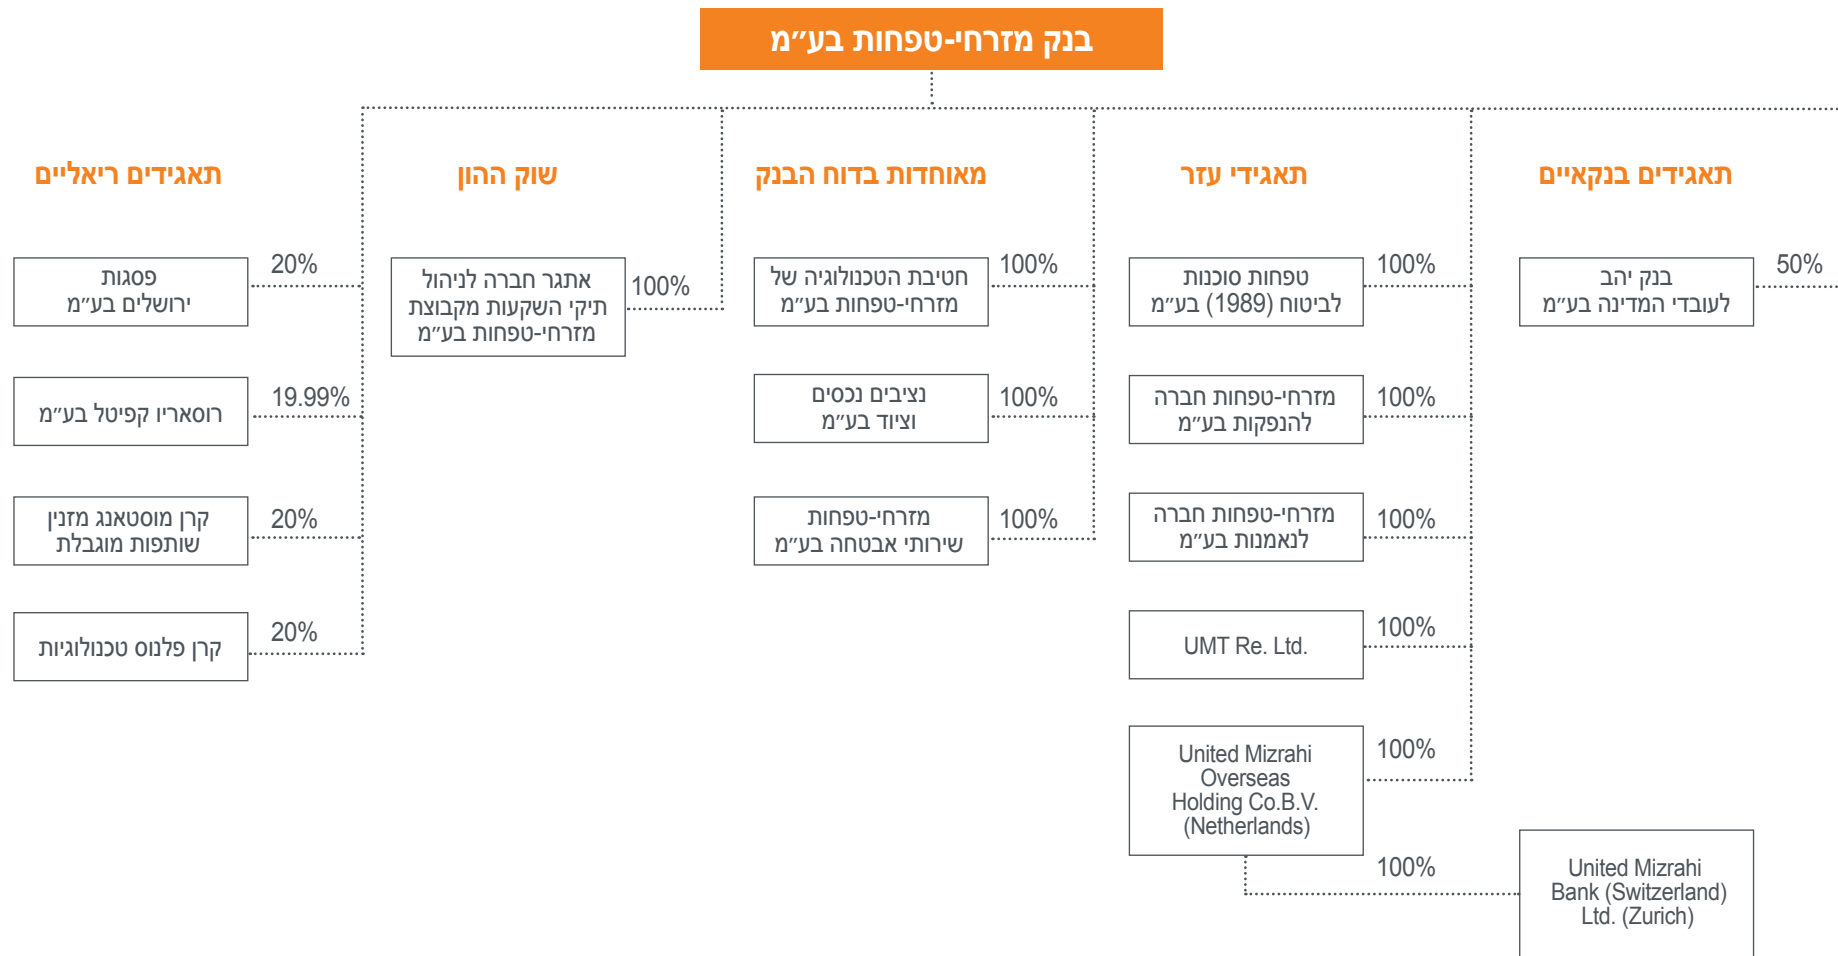 בנק מזרחי-טפחות בע״מ
תאגידים בנקאיים
50%
בנק יהב
לעובדי המדינה בע״מ
United Mizrahi
Bank (Switzerland)
Ltd. (Zurich)
תאגידי עזר
100%
טפחות סוכנות
לביטוח (1989) בע״מ
100%
מזרחי-טפחות חברה
להנפקות בע״מ
100%
מזרחי-טפחות חברה
לנאמנות בע״מ
100%
UMT Re. Ltd.
100%
United Mizrahi
Overseas
Holding Co.B.V.
(Netherlands)
100%
מאוחדות בדוח הבנק
100%
חטיבת הטכנולוגיה של
מזרחי-טפחות בע״מ
100%
נציבים נכסים
וציוד בע״מ
100%
מזרחי-טפחות
שירותי אבטחה בע״מ
שוק ההון
100%
אתגר חברה לניהול
תיקי השקעות מקבוצת
מזרחי-טפחות בע״מ
תאגידים ריאליים
20%
פסגות
ירושלים בע״מ
19.99%
רוסאריו קפיטל בע״מ
20%
קרן מוסטאנג מזנין
שותפות מוגבלת
20%
קרן פלנוס טכנולוגיות